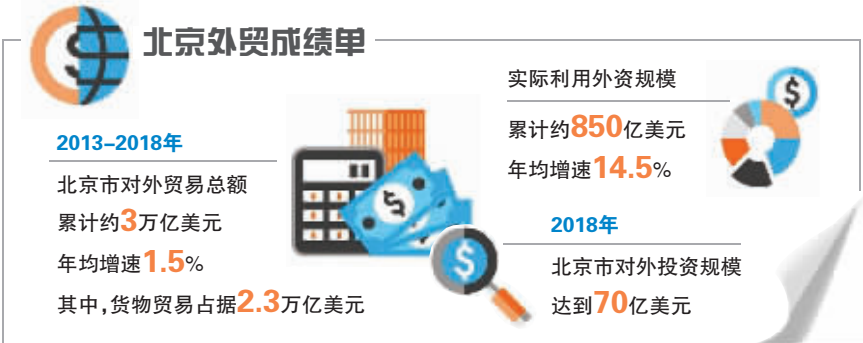 北京外贸成绩单
2013–2018年
北京市对外贸易总额
累计约3万亿美元
年均增速1.5%
其中,货物贸易占据2.3万亿美元
实际利用外资规模
累计约850亿美元
年均增速14.5%
2018年
北京市对外投资规模
达到70亿美元